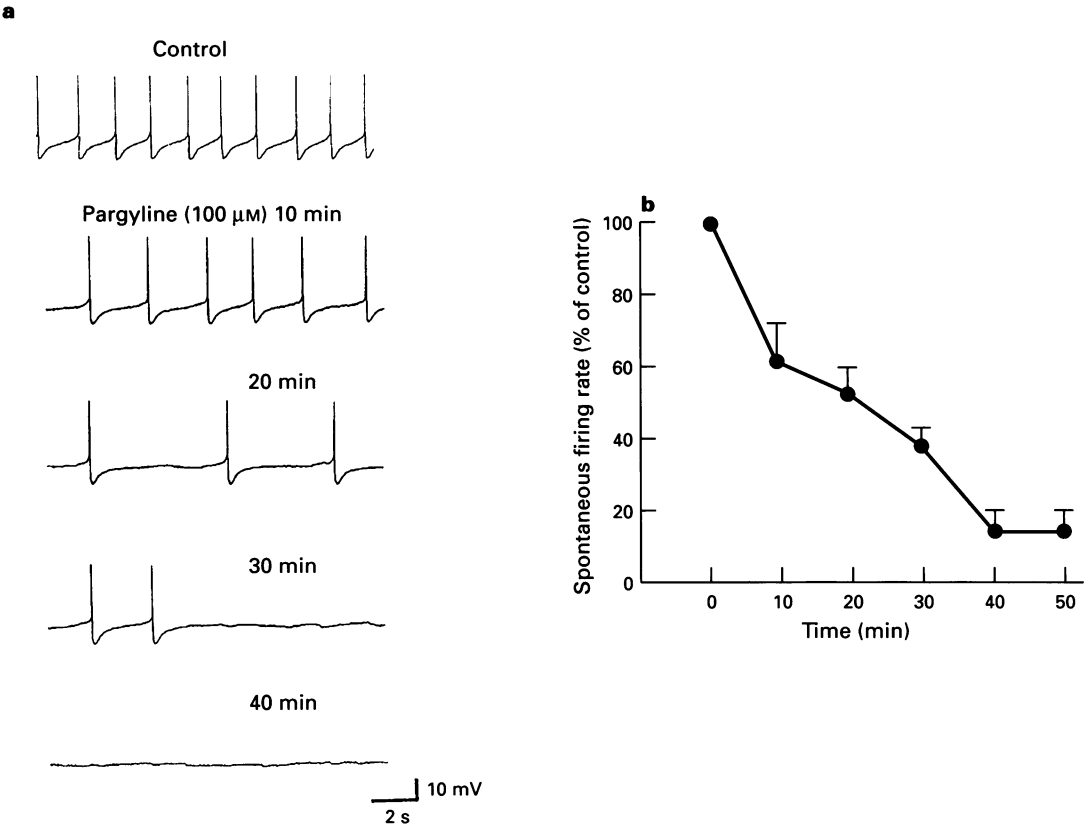 a
Control
Pargyline (100 μM) 10 min
20 min
30 min
40 min
10 mV
2 s
b
Spontaneous firing rate (% of control)
100
80
60
40
20
0
0 10 20 30 40 50
Time (min)